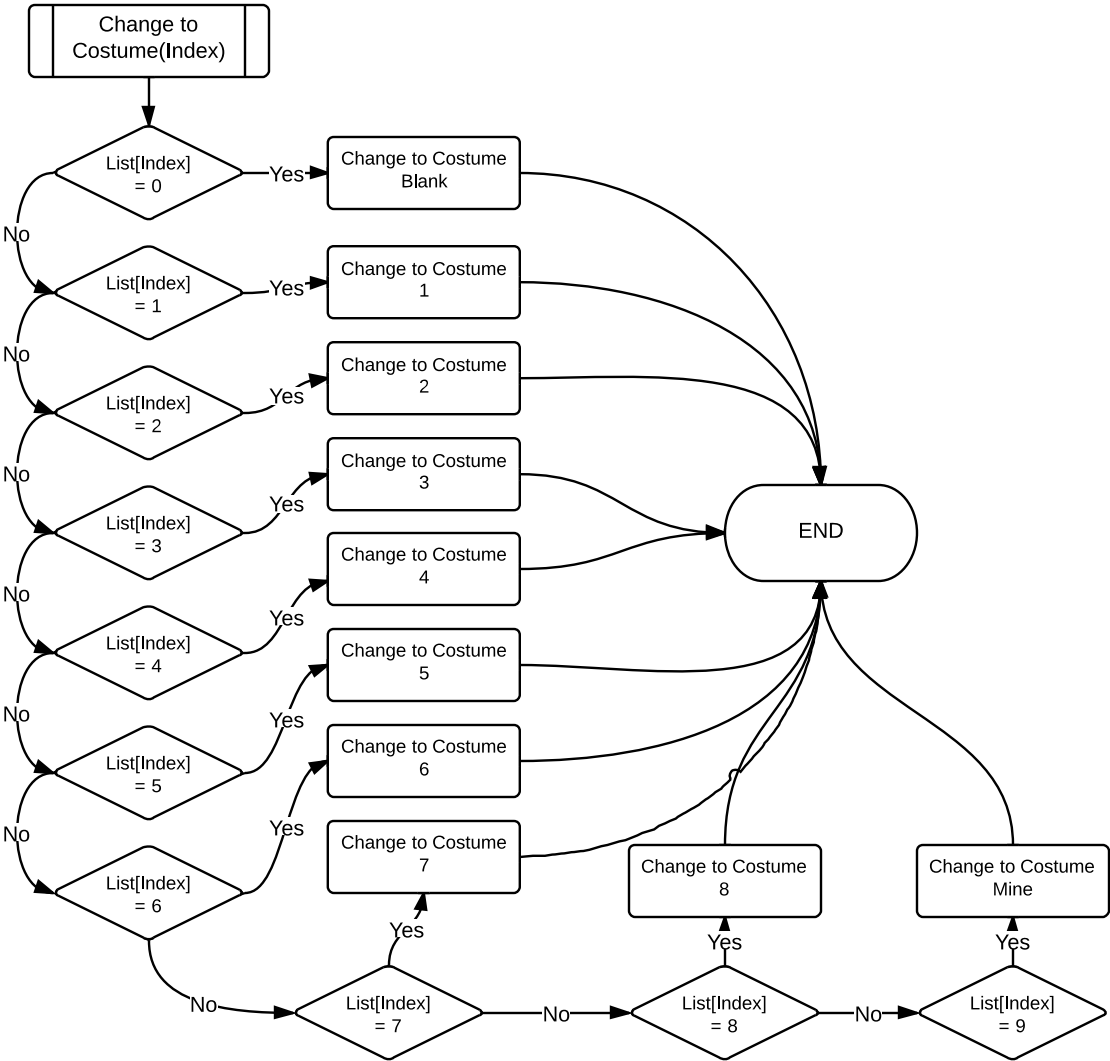 Change to
Costume(Index)
List[Index]
= 0
Yes
Change to Costume
Blank
No
List[Index]
= 1
Yes
Change to Costume
1
No
List[Index]
= 2
Yes
Change to Costume
2
No
List[Index]
= 3
Yes
Change to Costume
3
No
List[Index]
= 4
Yes
Change to Costume
4
No
List[Index]
= 5
Yes
Change to Costume
5
No
List[Index]
= 6
Yes
Change to Costume
6
No
List[Index]
= 7
Yes
Change to Costume
7
No
List[Index]
= 8
Yes
Change to Costume
8
No
List[Index]
= 9
Yes
Change to Costume
Mine
END